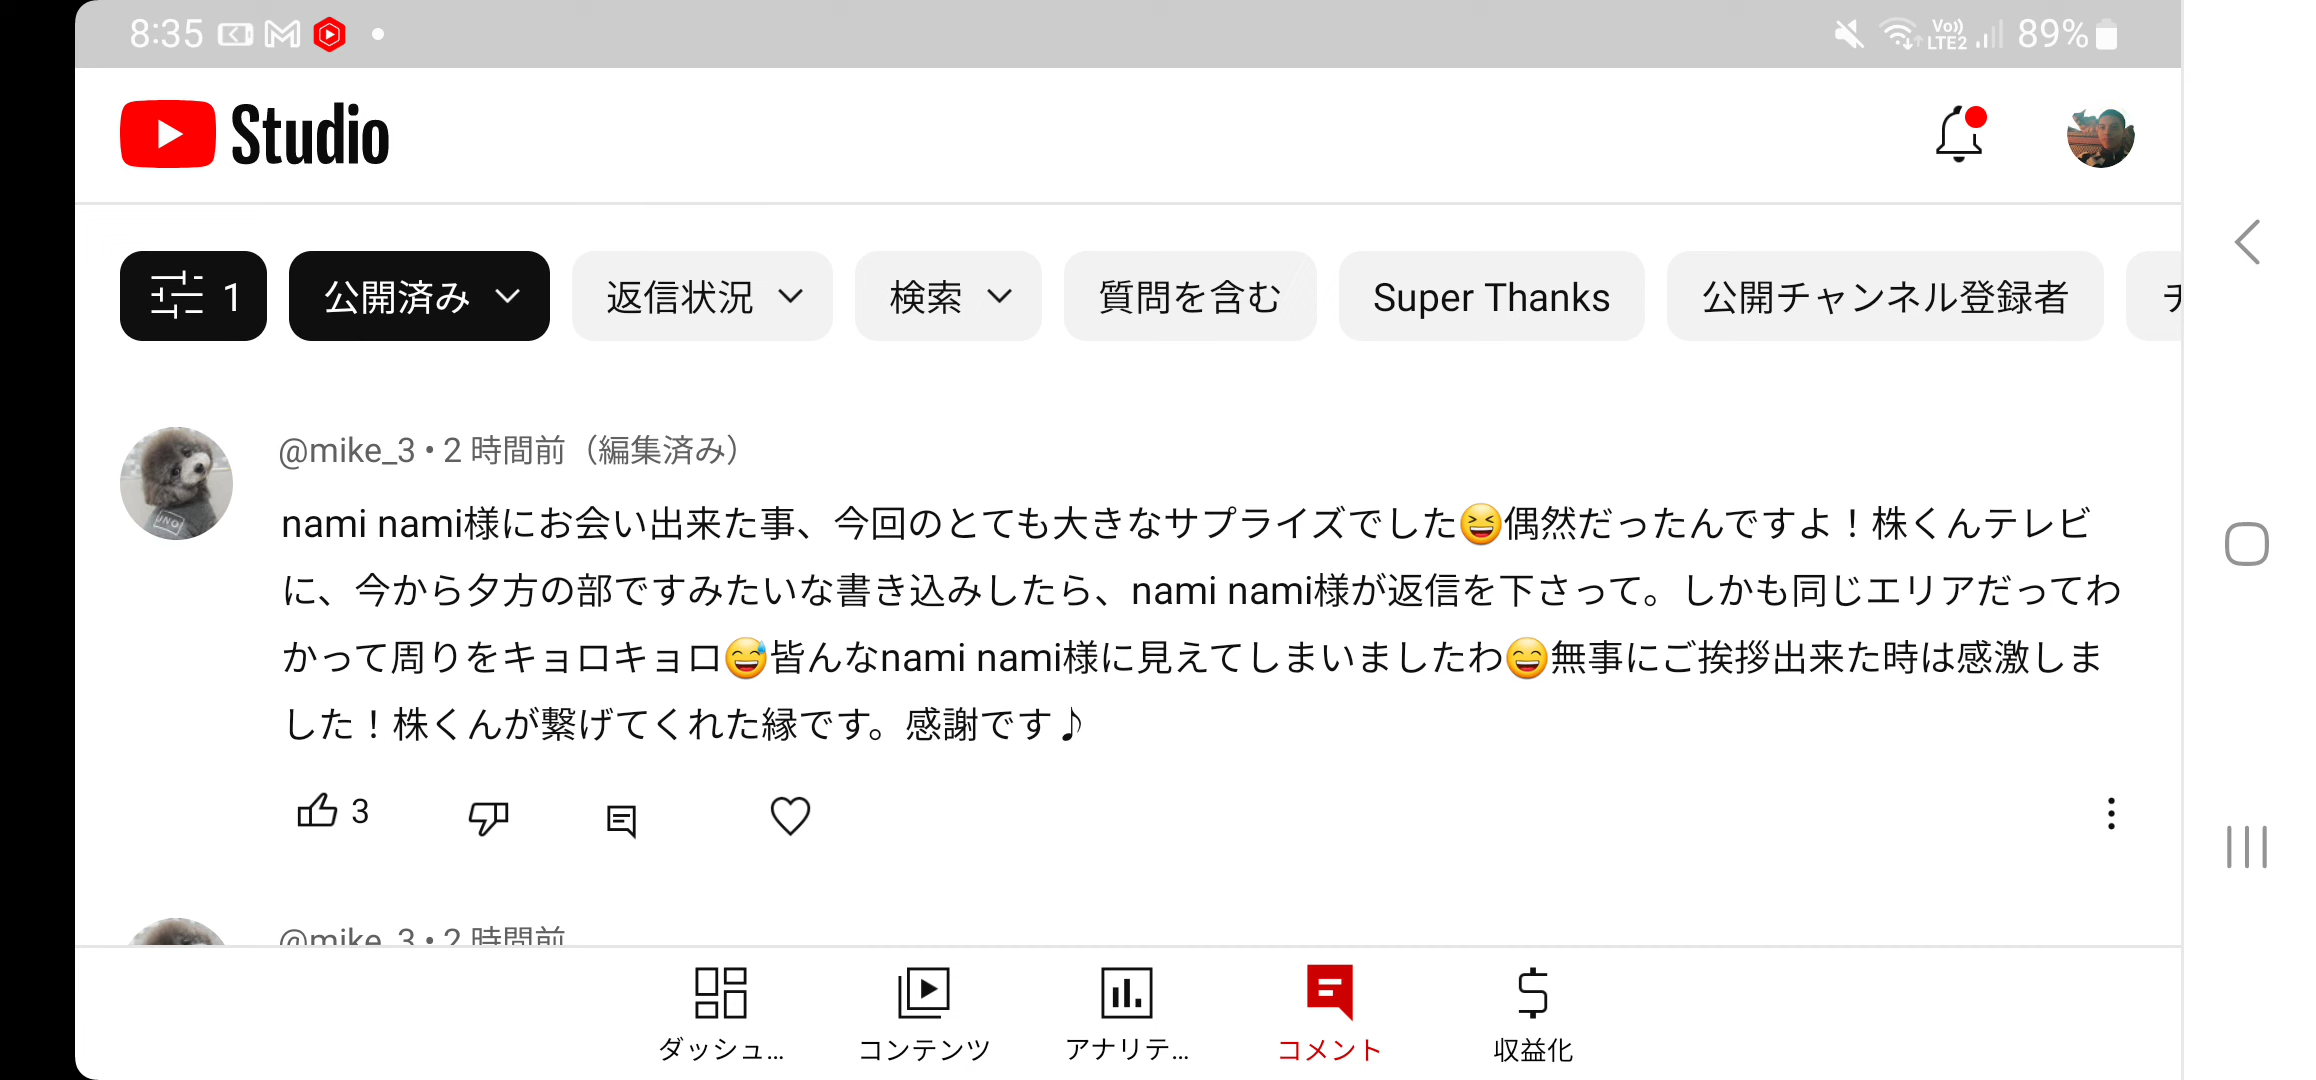 8:35
Vo)) LTE2 89%
Studio
1 公開済み 返信状況 検索 質問を含む Super Thanks 公開チャンネル登録者
@mike_3 • 2 時間前（編集済み）
nami nami様にお会い出来た事、今回のとても大きなサプライズでした😆偶然だったんですよ！株くんテレビ
に、今から夕方の部ですみたいな書き込みしたら、nami nami様が返信を下さって。しかも同じエリアだってわ
かって周りをキョロキョロ😅皆んなnami nami様に見えてしまいましたわ😄無事にご挨拶出来た時は感激しま
した！株くんが繋げてくれた縁です。感謝です♪
3
@mike_3 • 2 時間前
ダッシュ... コンテンツ アナリテ... コメント 収益化